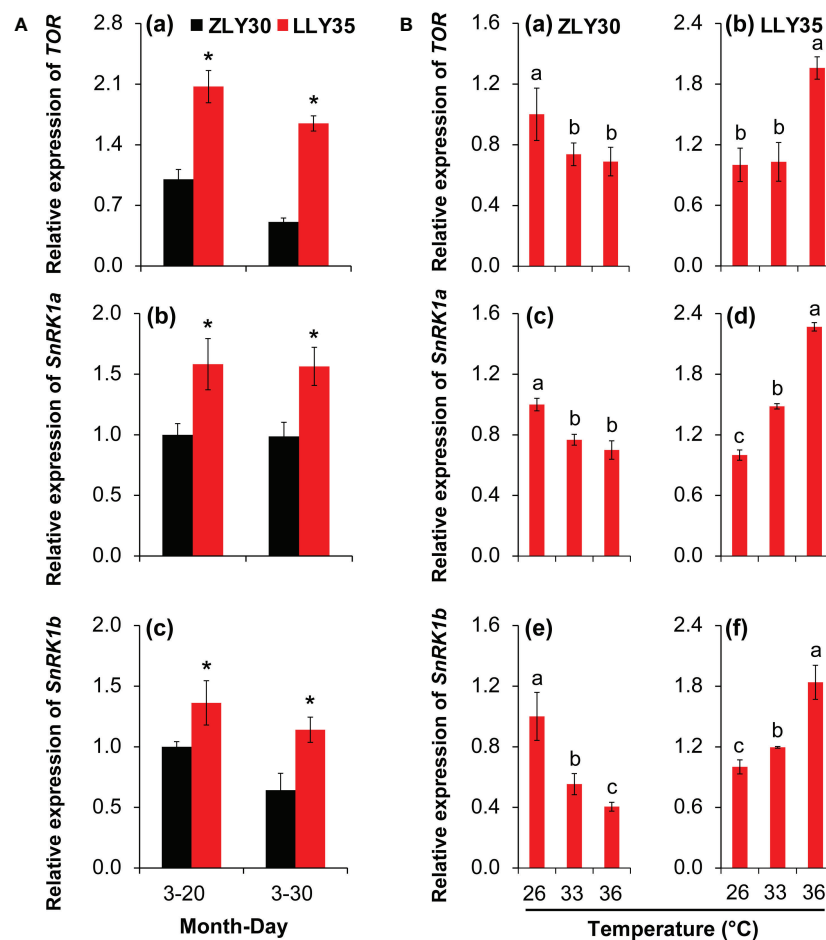 A
(a)
ZLY30
LLY35
Relative expression of TOR
2.8
2.1
1.4
0.7
0.0
*
*
(b)
Relative expression of SnRK1a
2.0
1.5
1.0
0.5
0.0
*
*
(c)
Relative expression of SnRK1b
2.0
1.5
1.0
0.5
0.0
*
*
3-20
3-30
Month-Day
B
(a) ZLY30
Relative expression of TOR
1.6
1.2
0.8
0.4
0.0
a
b
b
(b) LLY35
2.4
1.8
1.2
0.6
0.0
b
b
a
(c)
Relative expression of SnRK1a
1.6
1.2
0.8
0.4
0.0
a
b
b
(d)
2.4
1.8
1.2
0.6
0.0
c
b
a
(e)
Relative expression of SnRK1b
1.6
1.2
0.8
0.4
0.0
a
b
c
26
33
36
(f)
2.4
1.8
1.2
0.6
0.0
c
b
a
26
33
36
Temperature (°C)